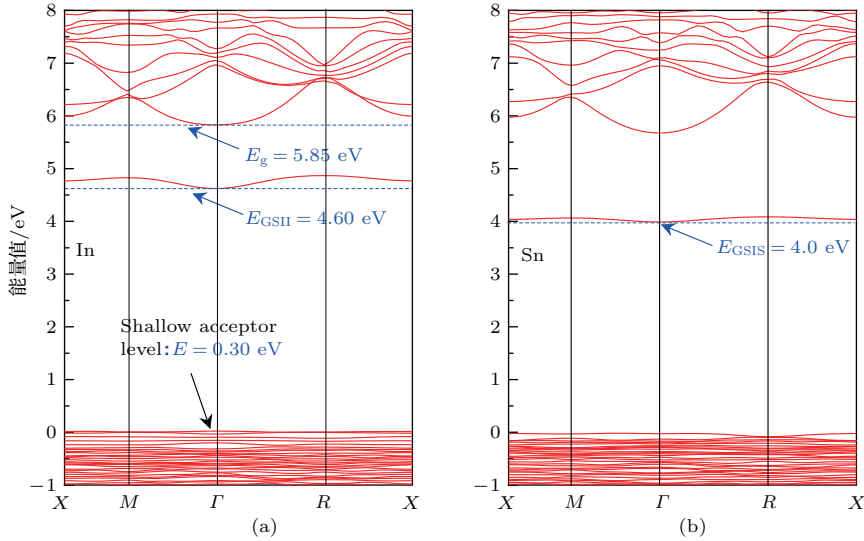 能量值/eV
8
7
6
5
4
3
2
1
0
−1
E_g = 5.85 eV
E_GSII = 4.60 eV
In
Shallow acceptor
level: E = 0.30 eV
X M Γ R X
(a)
8
7
6
5
4
3
2
1
0
−1
E_GSIS = 4.0 eV
Sn
X M Γ R X
(b)